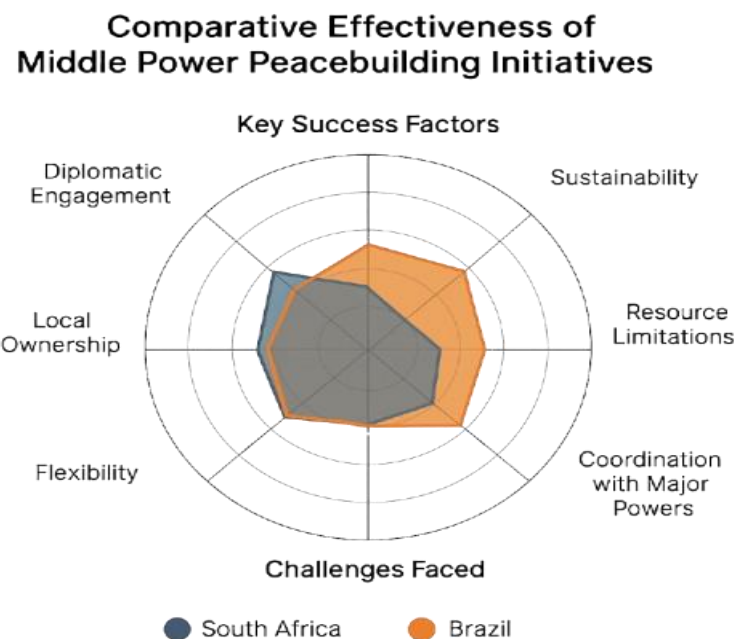 Comparative Effectiveness of
Middle Power Peacebuilding Initiatives
Key Success Factors
Diplomatic
Engagement
Sustainability
Local
Ownership
Resource
Limitations
Flexibility
Coordination
with Major
Powers
Challenges Faced
South Africa
Brazil